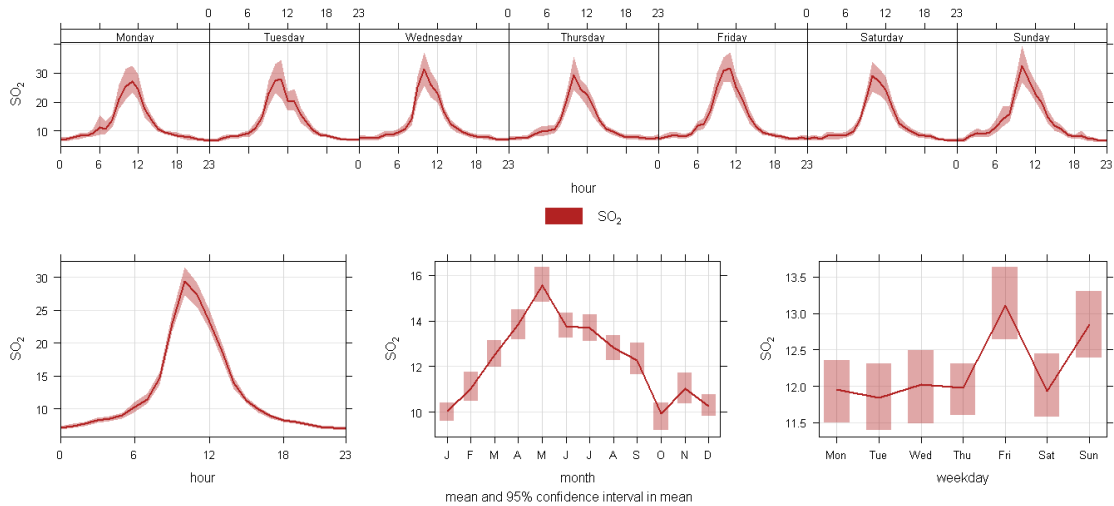 0 6 12 18 23 0 6 12 18 23 0 6 12 18 23
Monday Tuesday Wednesday Thursday Friday Saturday Sunday
30
20
10
SO₂
0 6 12 18 23 0 6 12 18 23 0 6 12 18 23 0 6 12 18 23
hour
SO₂
30
25
20
15
10
SO₂
0 6 12 18 23
hour
16
14
12
10
SO₂
J F M A M J J A S O N D
month
mean and 95% confidence interval in mean
13.5
13.0
12.5
12.0
11.5
SO₂
Mon Tue Wed Thu Fri Sat Sun
weekday